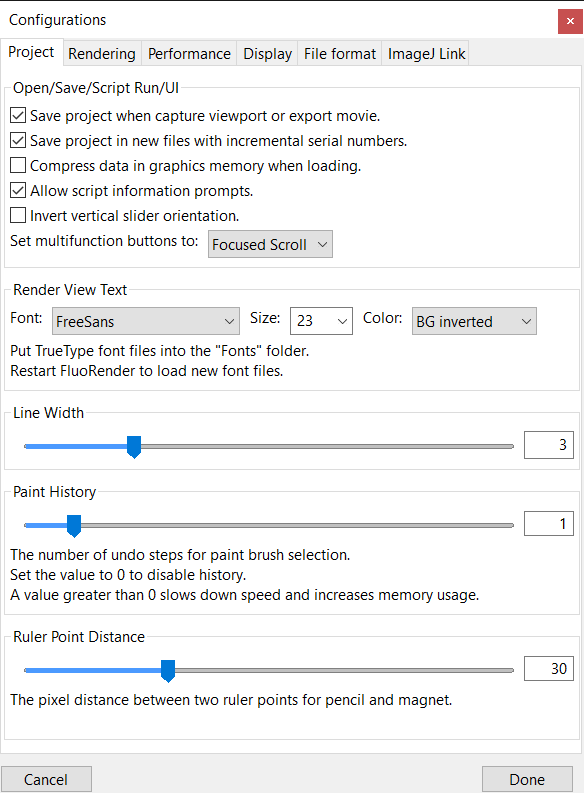 Configurations
Project Rendering Performance Display File format ImageJ Link
Open/Save/Script Run/UI
Save project when capture viewport or export movie.
Save project in new files with incremental serial numbers.
Compress data in graphics memory when loading.
Allow script information prompts.
Invert vertical slider orientation.
Set multifunction buttons to: Focused Scroll
Render View Text
Font: FreeSans Size: 23 Color: BG inverted
Put TrueType font files into the "Fonts" folder.
Restart FluoRender to load new font files.
Line Width
3
Paint History
1
The number of undo steps for paint brush selection.
Set the value to 0 to disable history.
A value greater than 0 slows down speed and increases memory usage.
Ruler Point Distance
30
The pixel distance between two ruler points for pencil and magnet.
Cancel Done